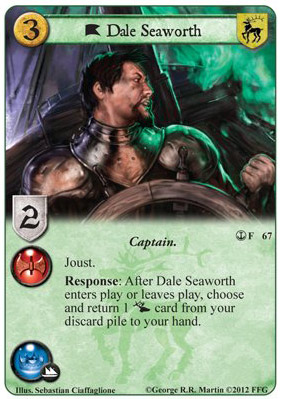 3
Dale Seaworth
2
Captain.
F 67
Joust.
Response: After Dale Seaworth
enters play or leaves play, choose
and return 1 card from your
discard pile to your hand.
Illus. Sebastian Ciaffaglione
©George R.R. Martin ©2012 FFG